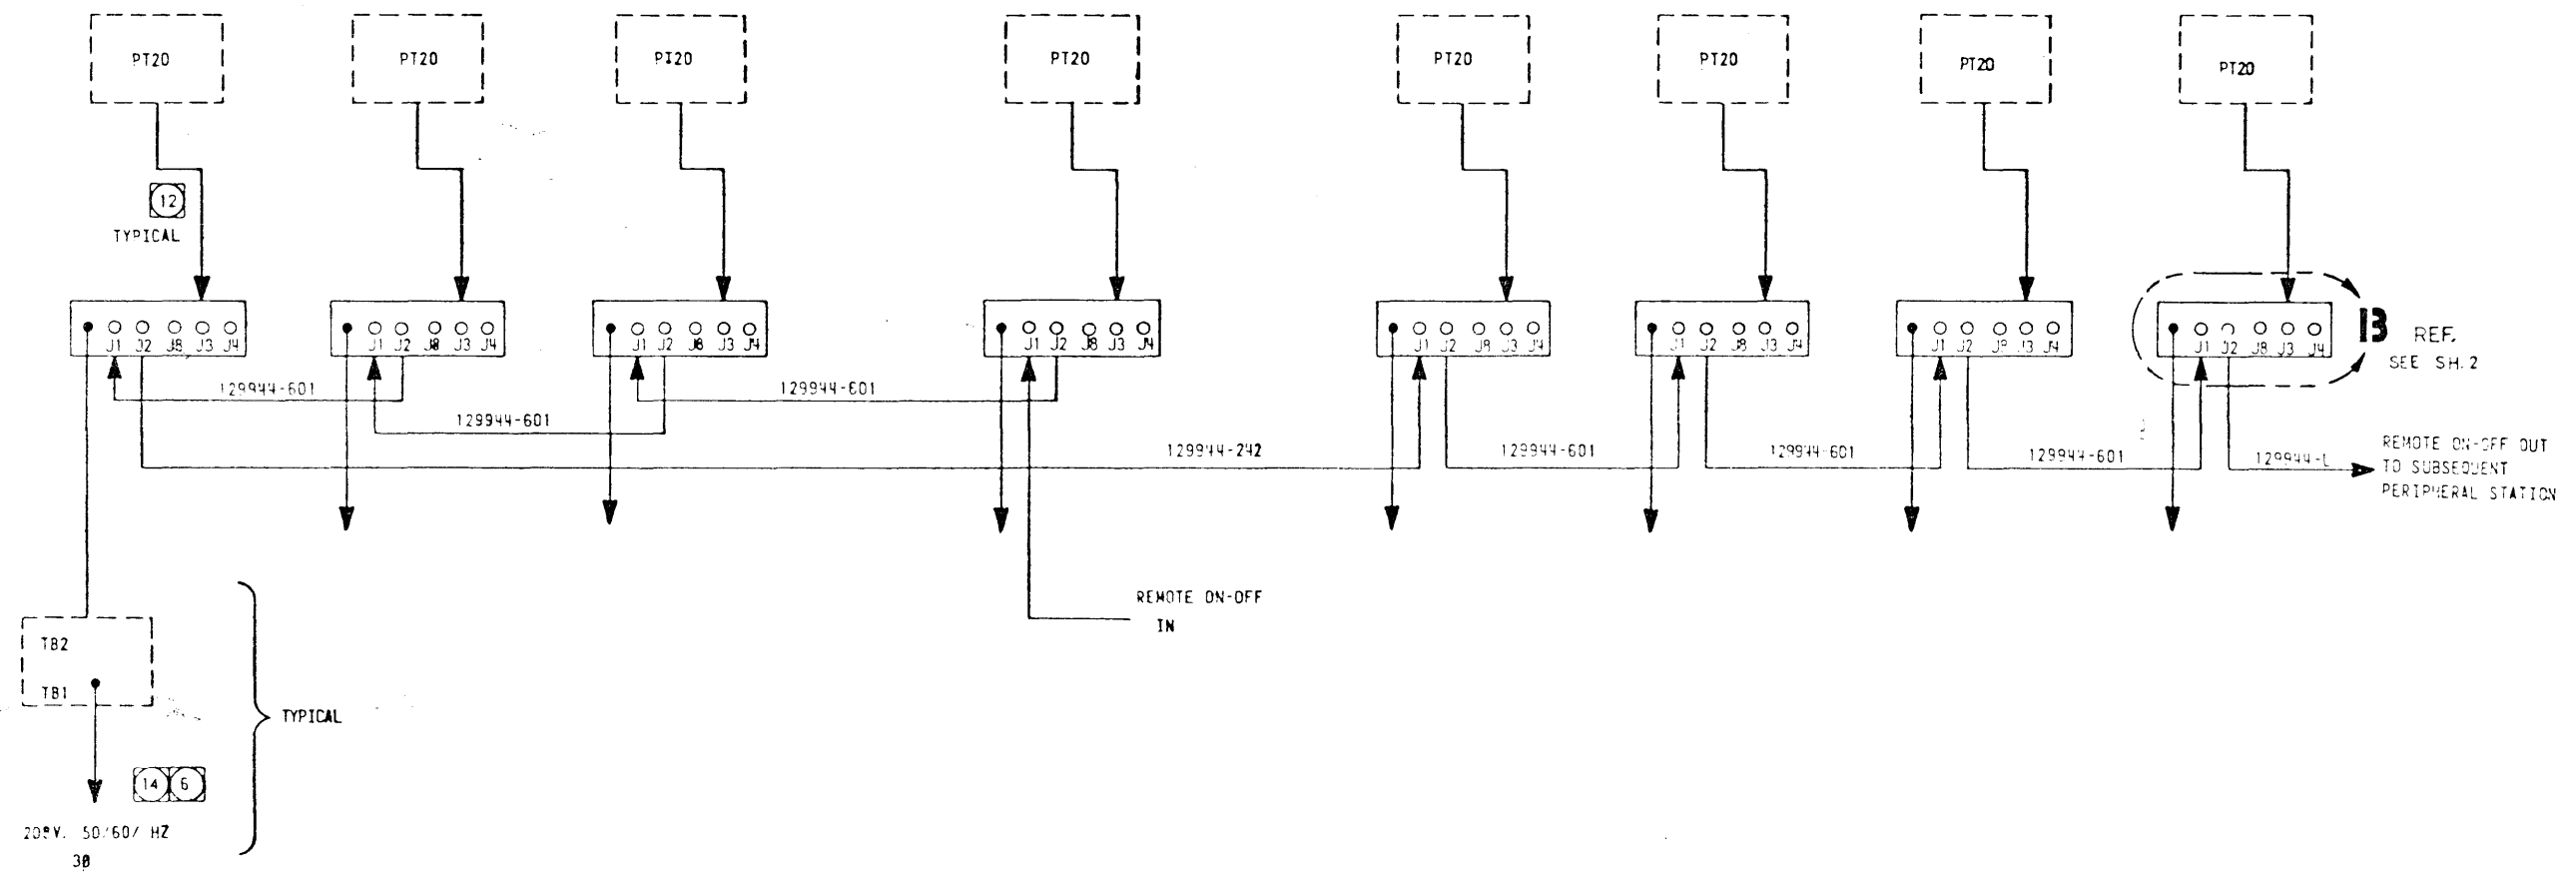 PT20 PT20 PT20 PT20 PT20 PT20 PT20 PT20
12
TYPICAL
J1 J2 J8 J3 J4
J1 J2 J8 J3 J4
J1 J2 J8 J3 J4
J1 J2 J8 J3 J4
J1 J2 J8 J3 J4
J1 J2 J8 J3 J4
J1 J2 J8 J3 J4
J1 J2 J8 J3 J4
13 REF.
SEE SH. 2
129944-601
129944-601
129944-601
129944-242
129944-601
129944-601
129944-601
129944-L
REMOTE ON-OFF OUT
TO SUBSEQUENT
PERIPHERAL STATION
REMOTE ON-OFF
IN
TB2
TB1
TYPICAL
14 6
208V. 50/60/ HZ